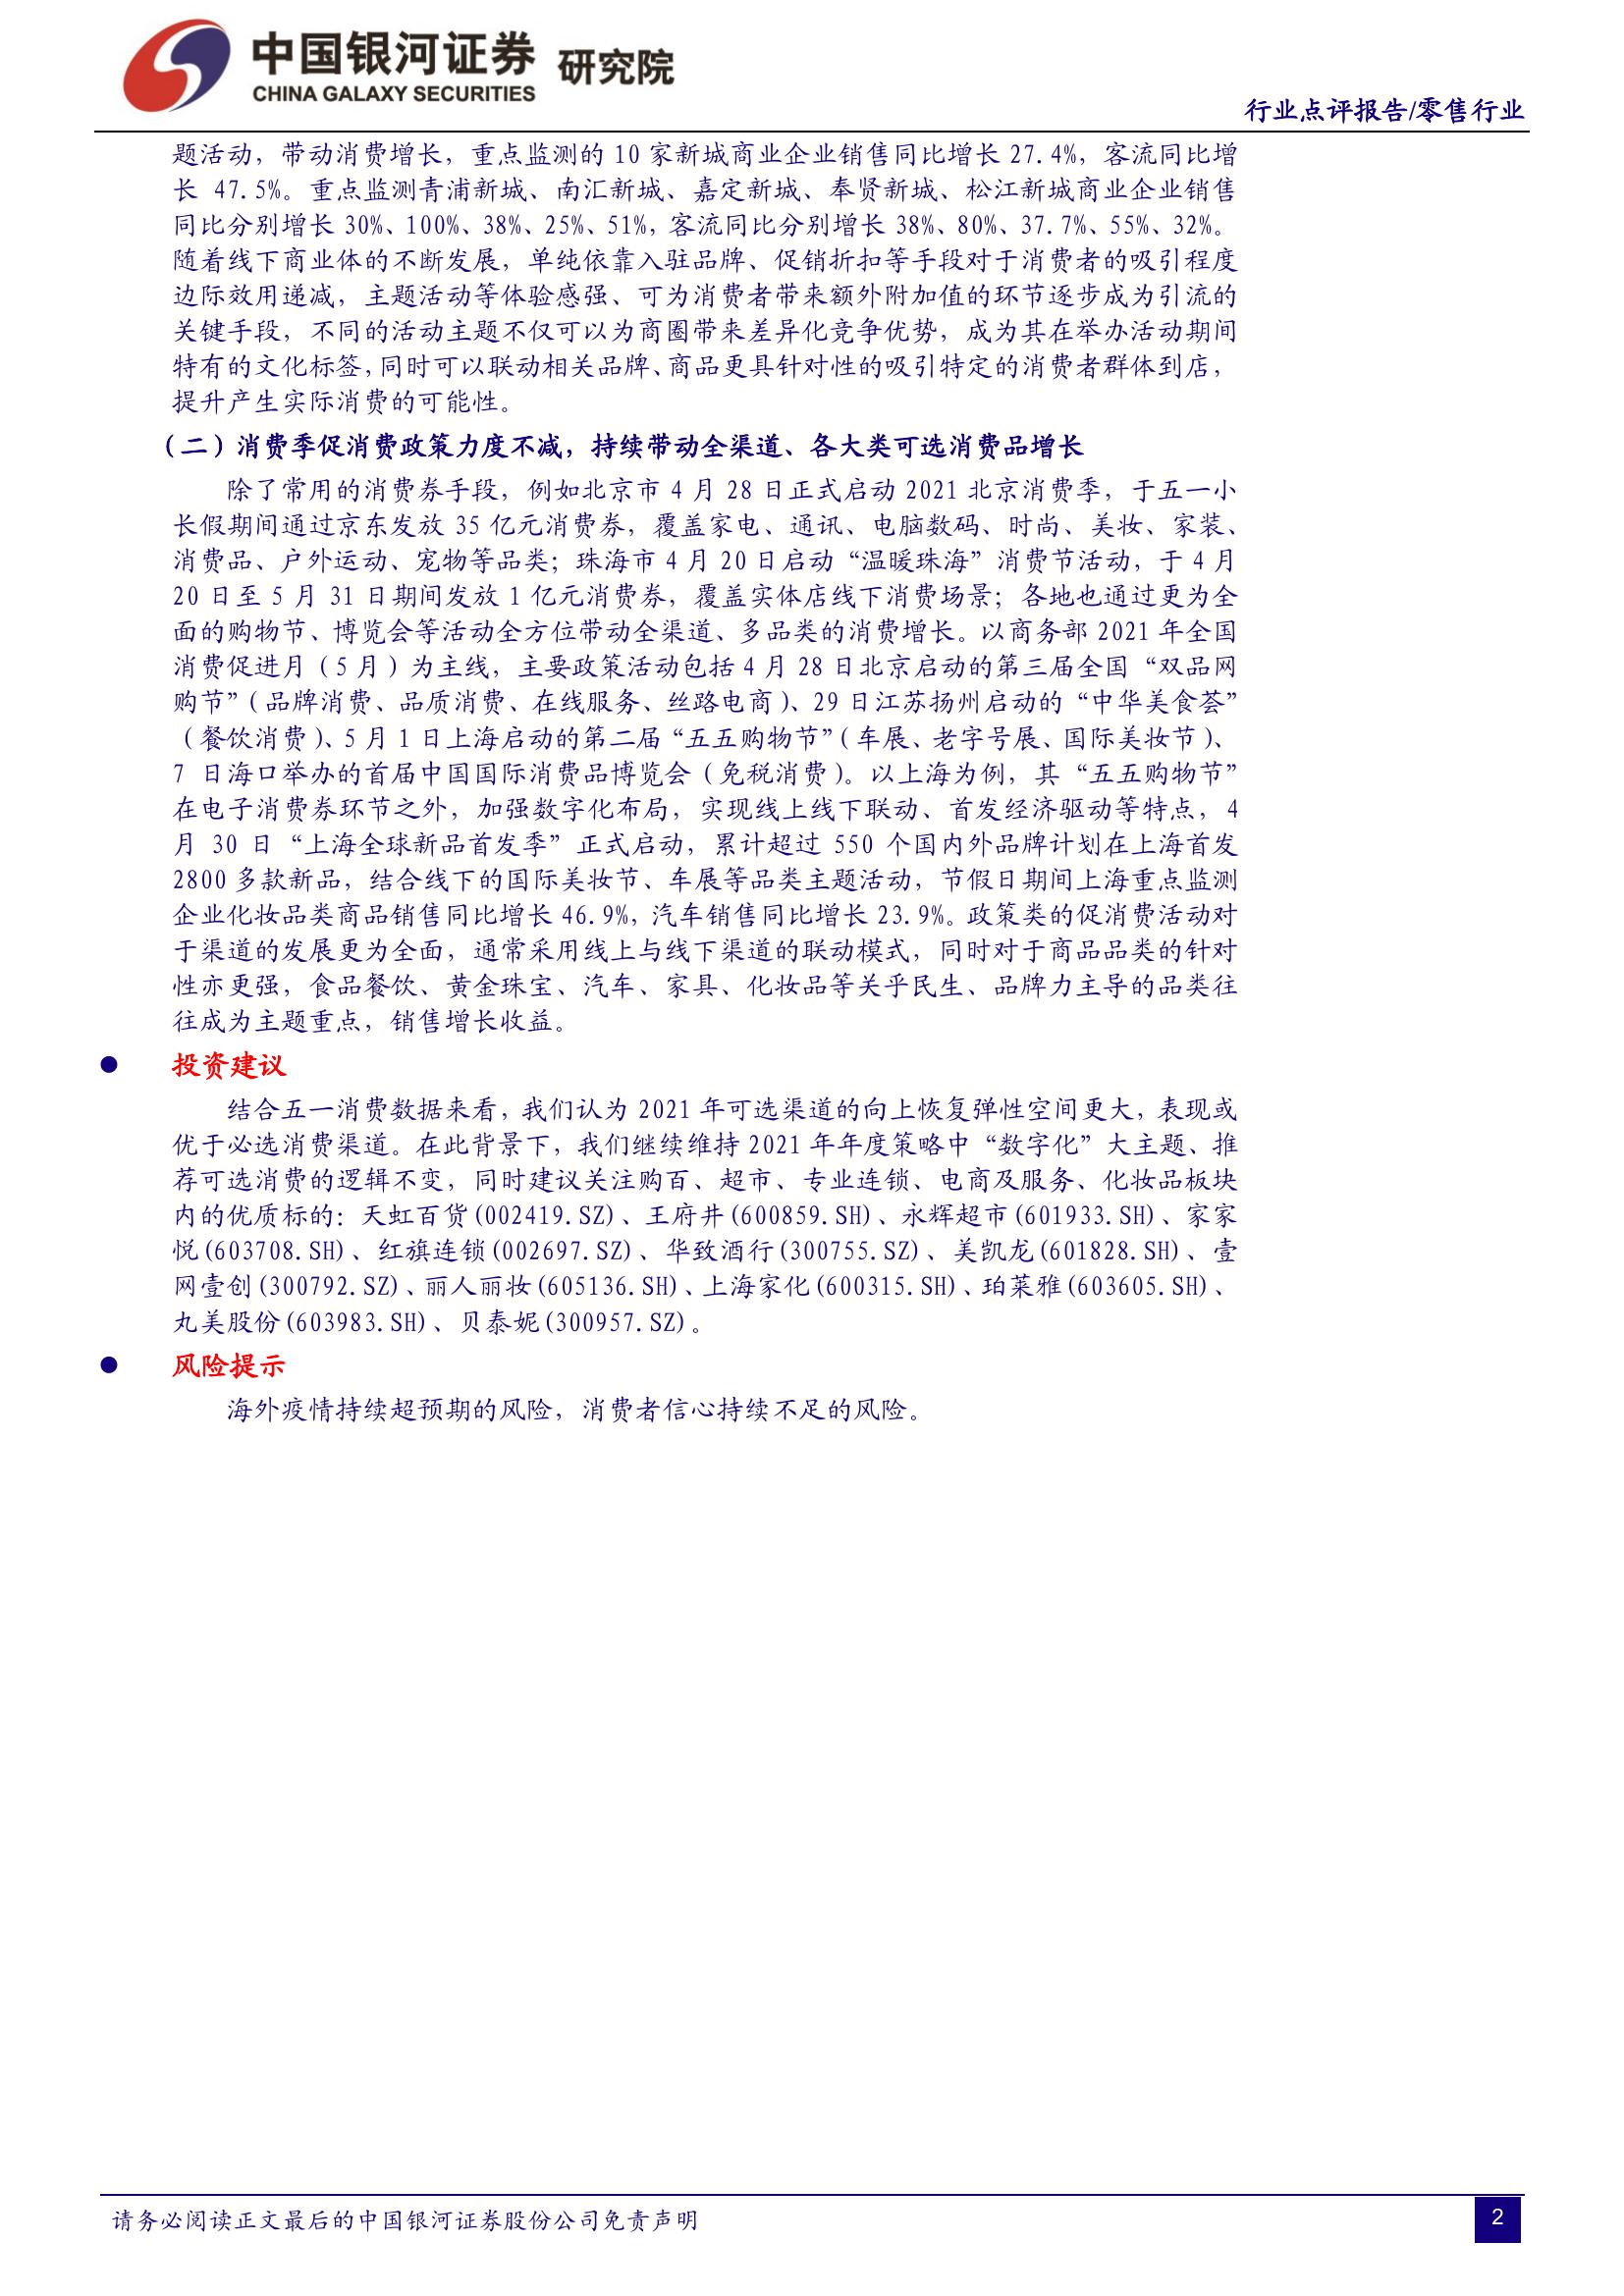 中国银河证券 研究院
CHINA GALAXY SECURITIES
行业点评报告/零售行业
题活动，带动消费增长，重点监测的 10 家新城商业企业销售同比增长 27.4%，客流同比增
长 47.5%。重点监测青浦新城、南汇新城、嘉定新城、奉贤新城、松江新城商业企业销售
同比分别增长 30%、100%、38%、25%、51%，客流同比分别增长 38%、80%、37.7%、55%、32%。
随着线下商业体的不断发展，单纯依靠入驻品牌、促销折扣等手段对于消费者的吸引程度
边际效用递减，主题活动等体验感强、可为消费者带来额外附加值的环节逐步成为引流的
关键手段，不同的活动主题不仅可以为商圈带来差异化竞争优势，成为其在举办活动期间
特有的文化标签，同时可以联动相关品牌、商品更具针对性的吸引特定的消费者群体到店，
提升产生实际消费的可能性。
（二）消费季促消费政策力度不减，持续带动全渠道、各大类可选消费品增长
除了常用的消费券手段，例如北京市 4 月 28 日正式启动 2021 北京消费季，于五一小
长假期间通过京东发放 35 亿元消费券，覆盖家电、通讯、电脑数码、时尚、美妆、家装、
消费品、户外运动、宠物等品类；珠海市 4 月 20 日启动“温暖珠海”消费节活动，于 4 月
20 日至 5 月 31 日期间发放 1 亿元消费券，覆盖实体店线下消费场景；各地也通过更为全
面的购物节、博览会等活动全方位带动全渠道、多品类的消费增长。以商务部 2021 年全国
消费促进月（5 月）为主线，主要政策活动包括 4 月 28 日北京启动的第三届全国“双品网
购节”（品牌消费、品质消费、在线服务、丝路电商）、29 日江苏扬州启动的“中华美食荟”
（餐饮消费）、5 月 1 日上海启动的第二届“五五购物节”（车展、老字号展、国际美妆节）、
7 日海口举办的首届中国国际消费品博览会（免税消费）。以上海为例，其“五五购物节”
在电子消费券环节之外，加强数字化布局，实现线上线下联动、首发经济驱动等特点，4
月 30 日“上海全球新品首发季”正式启动，累计超过 550 个国内外品牌计划在上海首发
2800 多款新品，结合线下的国际美妆节、车展等品类主题活动，节假日期间上海重点监测
企业化妆品类商品销售同比增长 46.9%，汽车销售同比增长 23.9%。政策类的促消费活动对
于渠道的发展更为全面，通常采用线上与线下渠道的联动模式，同时对于商品品类的针对
性亦更强，食品餐饮、黄金珠宝、汽车、家具、化妆品等关乎民生、品牌力主导的品类往
往成为主题重点，销售增长收益。
● 投资建议
结合五一消费数据来看，我们认为 2021 年可选渠道的向上恢复弹性空间更大，表现或
优于必选消费渠道。在此背景下，我们继续维持 2021 年年度策略中“数字化”大主题、推
荐可选消费的逻辑不变，同时建议关注购百、超市、专业连锁、电商及服务、化妆品板块
内的优质标的：天虹百货(002419.SZ)、王府井(600859.SH)、永辉超市(601933.SH)、家家
悦(603708.SH)、红旗连锁(002697.SZ)、华致酒行(300755.SZ)、美凯龙(601828.SH)、壹
网壹创(300792.SZ)、丽人丽妆(605136.SH)、上海家化(600315.SH)、珀莱雅(603605.SH)、
丸美股份(603983.SH)、贝泰妮(300957.SZ)。
● 风险提示
海外疫情持续超预期的风险，消费者信心持续不足的风险。
请务必阅读正文最后的中国银河证券股份公司免责声明
2